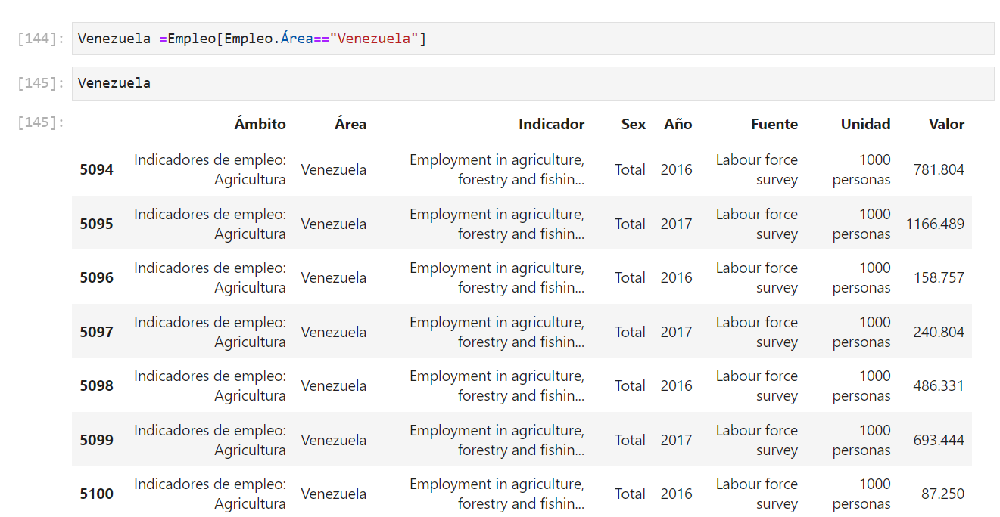 [144]: Venezuela =Empleo[Empleo.Área=="Venezuela"]
[145]: Venezuela
[145]:
Ámbito Área Indicador Sex Año Fuente Unidad Valor
5094 Indicadores de empleo: Agricultura Venezuela Employment in agriculture, forestry and fishin... Total 2016 Labour force survey 1000 personas 781.804
5095 Indicadores de empleo: Agricultura Venezuela Employment in agriculture, forestry and fishin... Total 2017 Labour force survey 1000 personas 1166.489
5096 Indicadores de empleo: Agricultura Venezuela Employment in agriculture, forestry and fishin... Total 2016 Labour force survey 1000 personas 158.757
5097 Indicadores de empleo: Agricultura Venezuela Employment in agriculture, forestry and fishin... Total 2017 Labour force survey 1000 personas 240.804
5098 Indicadores de empleo: Agricultura Venezuela Employment in agriculture, forestry and fishin... Total 2016 Labour force survey 1000 personas 486.331
5099 Indicadores de empleo: Agricultura Venezuela Employment in agriculture, forestry and fishin... Total 2017 Labour force survey 1000 personas 693.444
5100 Indicadores de empleo: Agricultura Venezuela Employment in agriculture, forestry and fishin... Total 2016 Labour force survey 1000 personas 87.250